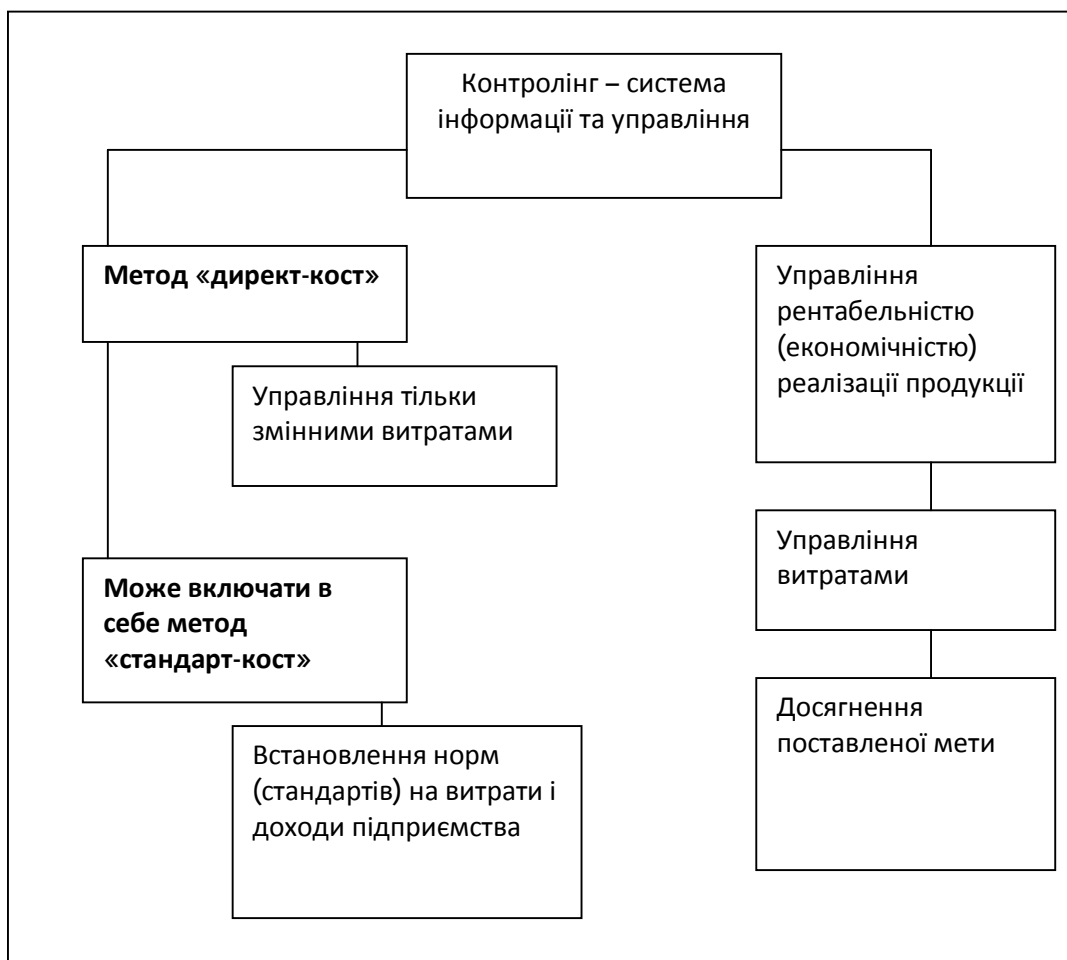 Контролінг – система
інформації та управління
Метод «директ-кост»
Управління тільки
змінними витратами
Може включати в
себе метод
«стандарт-кост»
Встановлення норм
(стандартів) на витрати і
доходи підприємства
Управління
рентабельністю
(економічністю)
реалізації продукції
Управління
витратами
Досягнення
поставленої мети